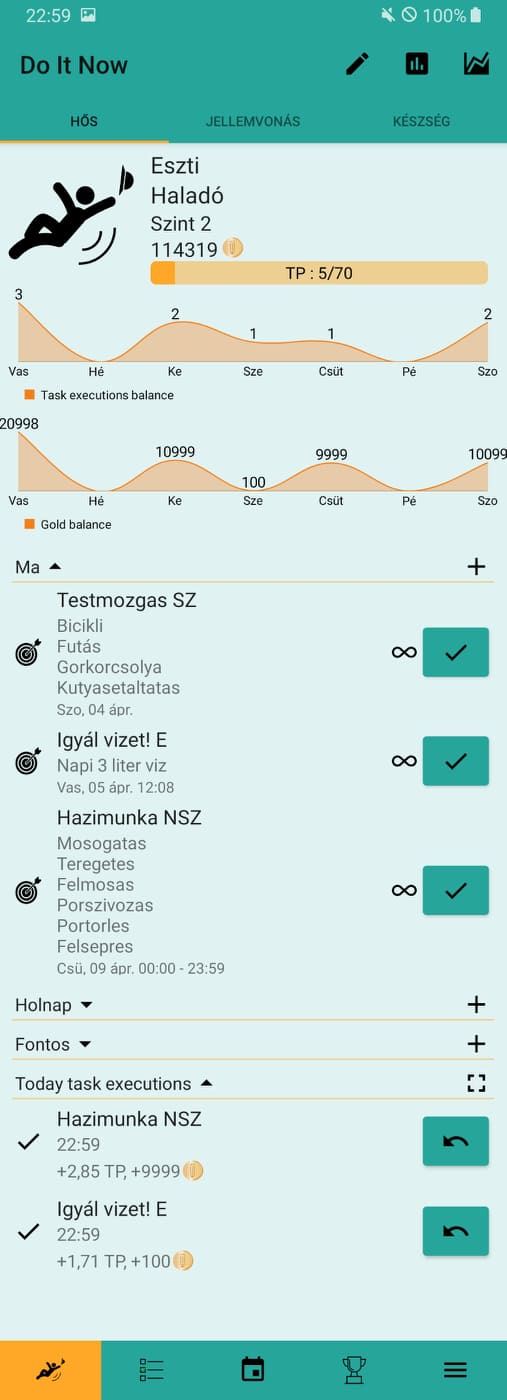 22:59 100%
Do It Now
HŐS JELLEMVONÁS KÉSZSÉG
Eszti
Haladó
Szint 2
114319
TP : 5/70
3 2 1 1 2
Vas Hé Ke Sze Csüt Pé Szo
Task executions balance
20998 10999 100 9999 10099
Vas Hé Ke Sze Csüt Pé Szo
Gold balance
Ma
Testmozgas SZ
Bicikli
Futás
Gorkorcsolya
Kutyasetaltatas
Szo, 04 ápr.
Igyál vizet! E
Napi 3 liter viz
Vas, 05 ápr. 12:08
Hazimunka NSZ
Mosogatas
Teregetes
Felmosas
Porszivozas
Portorles
Felsepres
Csü, 09 ápr. 00:00 - 23:59
Holnap
Fontos
Today task executions
Hazimunka NSZ
22:59
+2,85 TP, +9999
Igyál vizet! E
22:59
+1,71 TP, +100